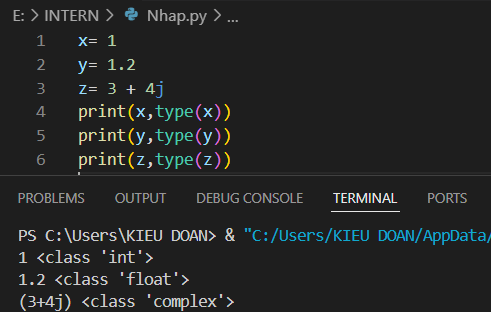 E: > INTERN > Nhap.py > ...
1 x= 1
2 y= 1.2
3 z= 3 + 4j
4 print(x,type(x))
5 print(y,type(y))
6 print(z,type(z))
PROBLEMS OUTPUT DEBUG CONSOLE TERMINAL PORTS
PS C:\Users\KIEU DOAN> & "C:/Users/KIEU DOAN/AppData/
1 <class 'int'>
1.2 <class 'float'>
(3+4j) <class 'complex'>